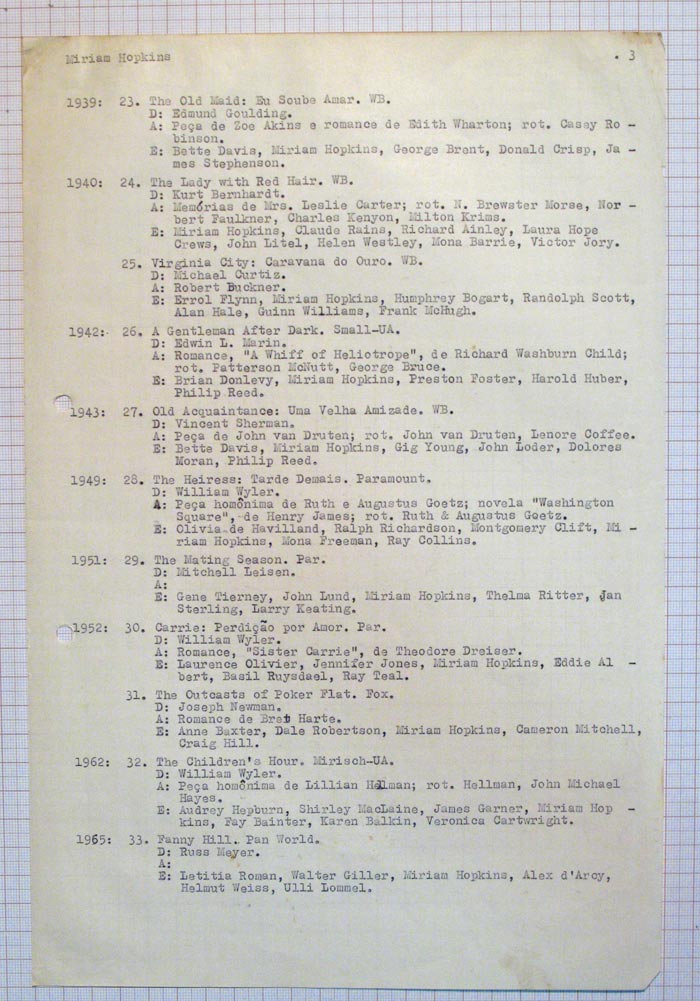 Miriam Hopkins . 3
1939: 23. The Old Maid: Eu Soube Amar. WB.
D: Edmund Goulding.
A: Peça de Zoe Akins e romance de Edith Wharton; rot. Casey Ro -
binson.
E: Bette Davis, Miriam Hopkins, George Brent, Donald Crisp, Ja -
mes Stephenson.
1940: 24. The Lady with Red Hair. WB.
D: Kurt Bernhardt.
A: Memórias de Mrs. Leslie Carter; rot. N. Brewster Morse, Nor -
bert Faulkner, Charles Kenyon, Milton Krims.
E: Miriam Hopkins, Claude Rains, Richard Ainley, Laura Hope
Crews, John Litel, Helen Westley, Mona Barrie, Victor Jory.
25. Virginia City: Caravana do Ouro. WB.
D: Michael Curtiz.
A: Robert Buckner.
E: Errol Flynn, Miriam Hopkins, Humphrey Bogart, Randolph Scott,
Alan Hale, Guinn Williams, Frank McHugh.
1942: 26. A Gentleman After Dark. Small-UA.
D: Edwin L. Marin.
A: Romance, "A Whiff of Heliotrope", de Richard Washburn Child;
rot. Patterson McNutt, George Bruce.
E: Brian Donlevy, Miriam Hopkins, Preston Foster, Harold Huber,
Philip Reed.
1943: 27. Old Acquaintance: Uma Velha Amizade. WB.
D: Vincent Sherman.
A: Peça de John van Druten; rot. John van Druten, Lenore Coffee.
E: Bette Davis, Miriam Hopkins, Gig Young, John Loder, Dolores
Moran, Philip Reed.
1949: 28. The Heiress: Tarde Demais. Paramount.
D: William Wyler.
A: Peça homônima de Ruth e Augustus Goetz; novela "Washington
Square", de Henry James; rot. Ruth & Augustus Goetz.
E: Olivia de Havilland, Ralph Richardson, Montgomery Clift, Mi -
riam Hopkins, Mona Freeman, Ray Collins.
1951: 29. The Mating Season. Par.
D: Mitchell Leisen.
A:
E: Gene Tierney, John Lund, Miriam Hopkins, Thelma Ritter, Jan
Sterling, Larry Keating.
1952: 30. Carrie: Perdição por Amor. Par.
D: William Wyler.
A: Romance, "Sister Carrie", de Theodore Dreiser.
E: Laurence Olivier, Jennifer Jones, Miriam Hopkins, Eddie Al -
bert, Basil Ruysdael, Ray Teal.
31. The Outcasts of Poker Flat. Fox.
D: Joseph Newman.
A: Romance de Bret Harte.
E: Anne Baxter, Dale Robertson, Miriam Hopkins, Cameron Mitchell,
Craig Hill.
1962: 32. The Children's Hour. Mirisch-UA.
D: William Wyler.
A: Peça homônima de Lillian Hellman; rot. Hellman, John Michael
Hayes.
E: Audrey Hepburn, Shirley MacLaine, James Garner, Miriam Hop -
kins, Fay Bainter, Karen Balkin, Veronica Cartwright.
1965: 33. Fanny Hill. Pan World.
D: Russ Meyer.
A:
E: Letitia Roman, Walter Giller, Miriam Hopkins, Alex d'Arcy,
Helmut Weiss, Ulli Lommel.